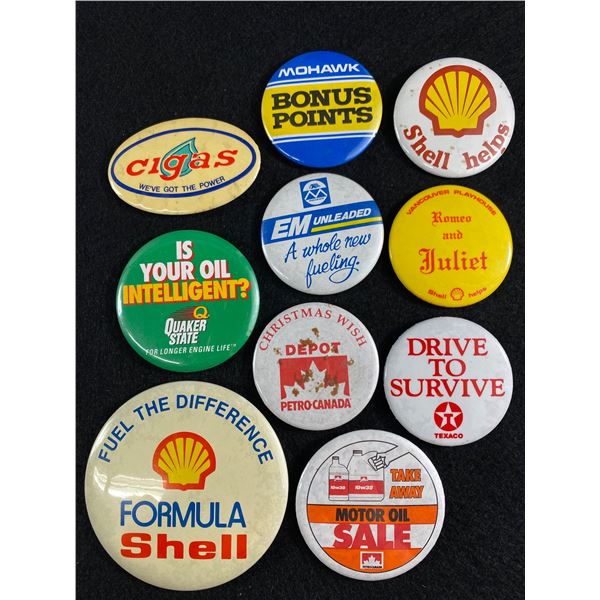 MOHAWK
BONUS
POINTS
Shell helps
cigas
WE'VE GOT THE POWER
EM UNLEADED
A whole new
fueling.
VANCOUVER PLAYHOUSE
Romeo
and
Juliet
Shell helps
IS
YOUR OIL
INTELLIGENT?
Q
QUAKER
STATE
FOR LONGER ENGINE LIFE™
CHRISTMAS WISH
DEPOT
PETRO-CANADA
DRIVE
TO
SURVIVE
T
TEXACO
FUEL THE DIFFERENCE
FORMULA
Shell
TAKE
AWAY
MOTOR OIL
SALE